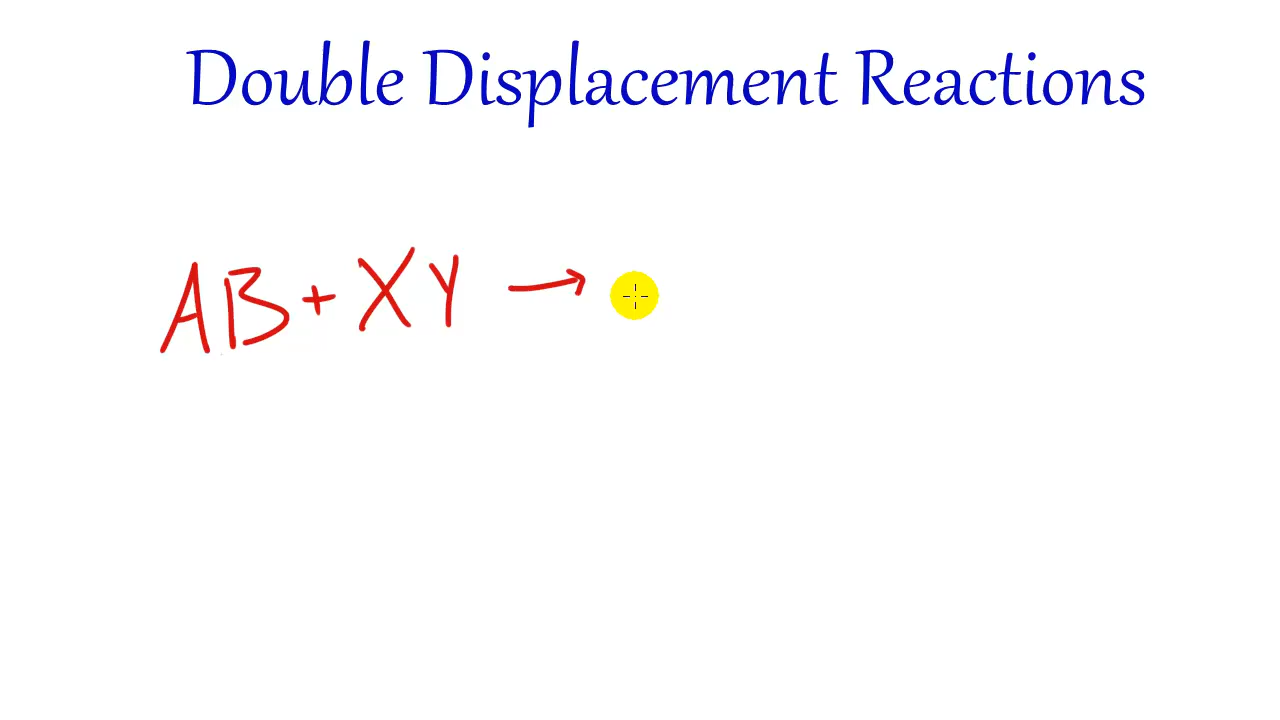 Double Displacement Reactions
AB + XY →